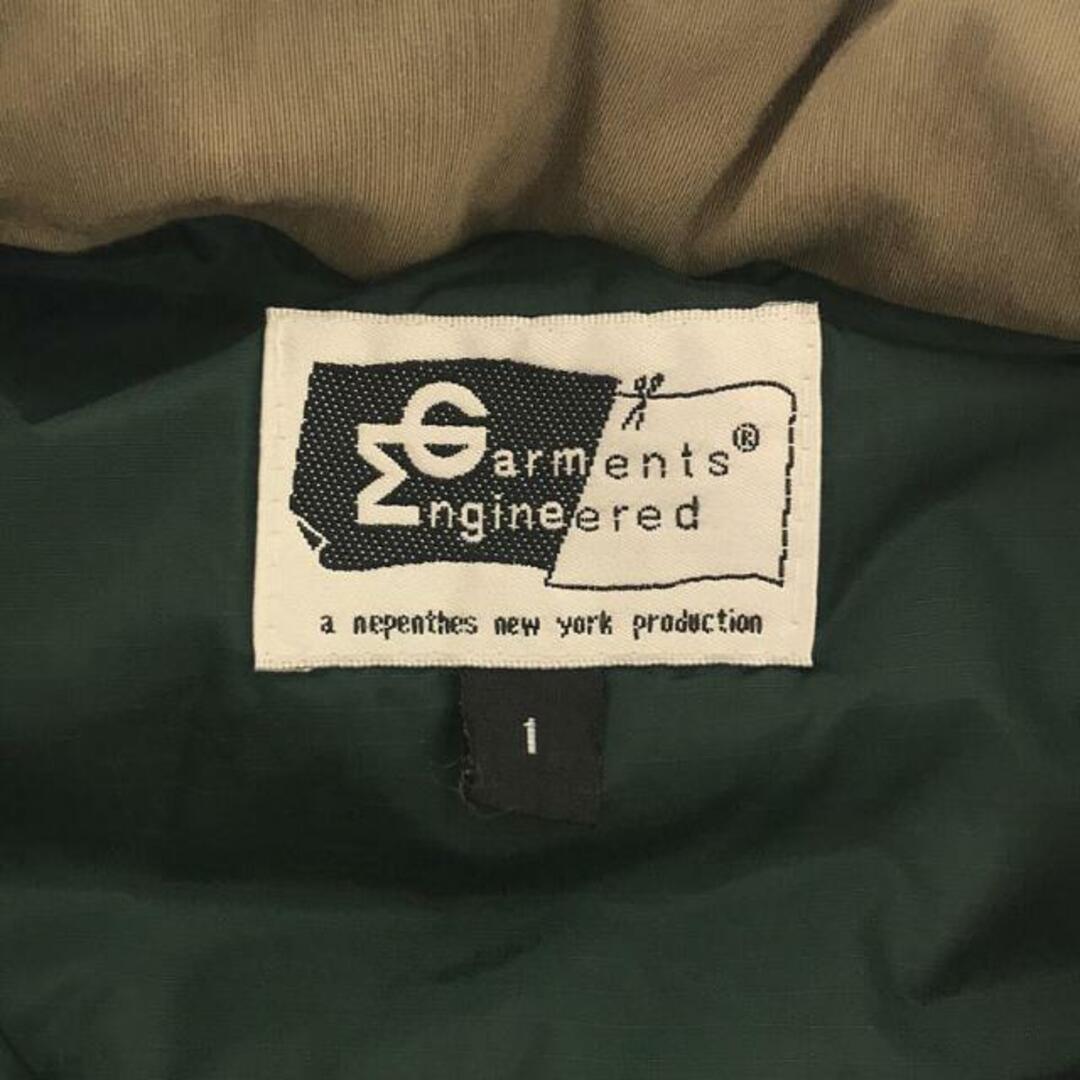 Garments®
Engineered
a nepenthes new york production
1